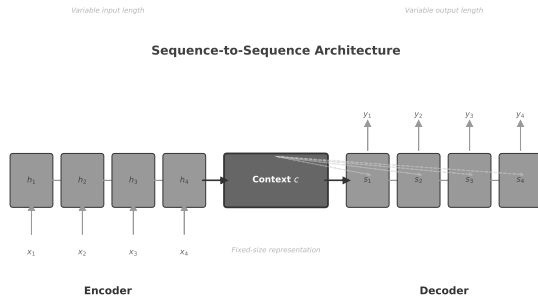 Variable input length Variable output length
Sequence-to-Sequence Architecture
y₁ y₂ y₃ y₄
h₁ h₂ h₃ h₄ Context c s₁ s₂ s₃ s₄
x₁ x₂ x₃ x₄ Fixed-size representation
Encoder Decoder